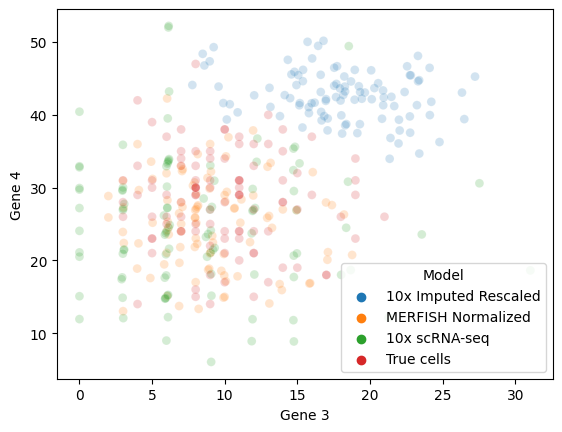 50
40
30
20
10
Gene 4
0
5
10
15
20
25
30
Gene 3
Model
10x Imputed Rescaled
MERFISH Normalized
10x scRNA-seq
True cells